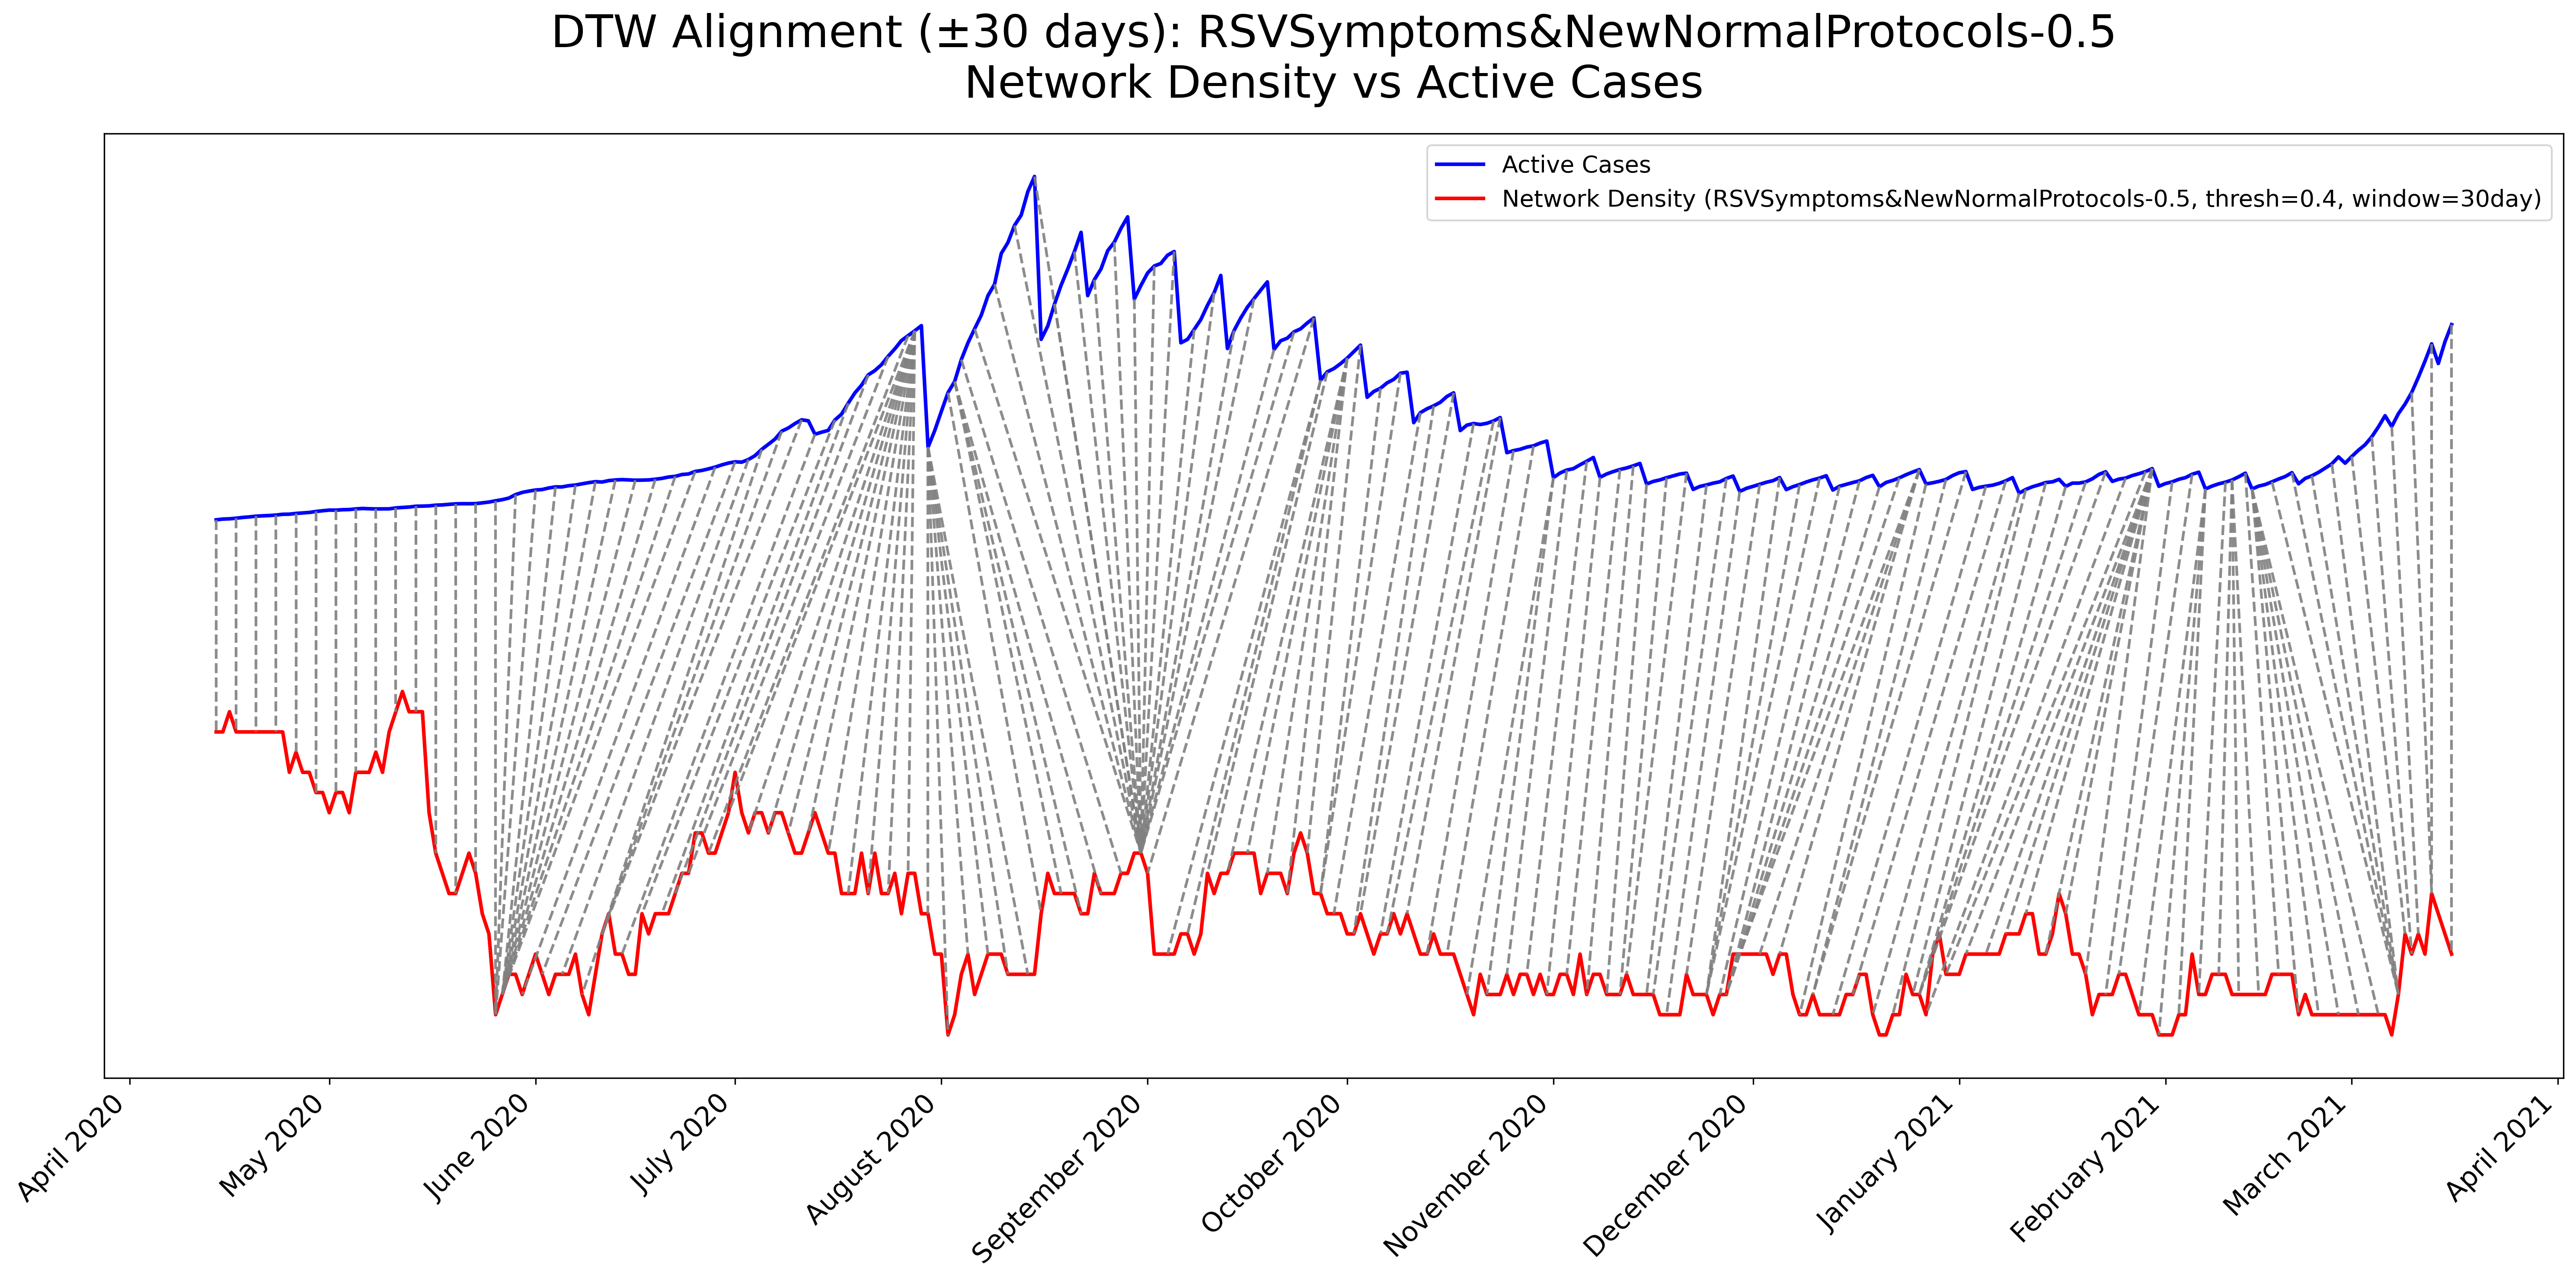 DTW Alignment (±30 days): RSVSymptoms&NewNormalProtocols-0.5
Network Density vs Active Cases
Active Cases
Network Density (RSVSymptoms&NewNormalProtocols-0.5, thresh=0.4, window=30day)
April 2020
May 2020
June 2020
July 2020
August 2020
September 2020
October 2020
November 2020
December 2020
January 2021
February 2021
March 2021
April 2021